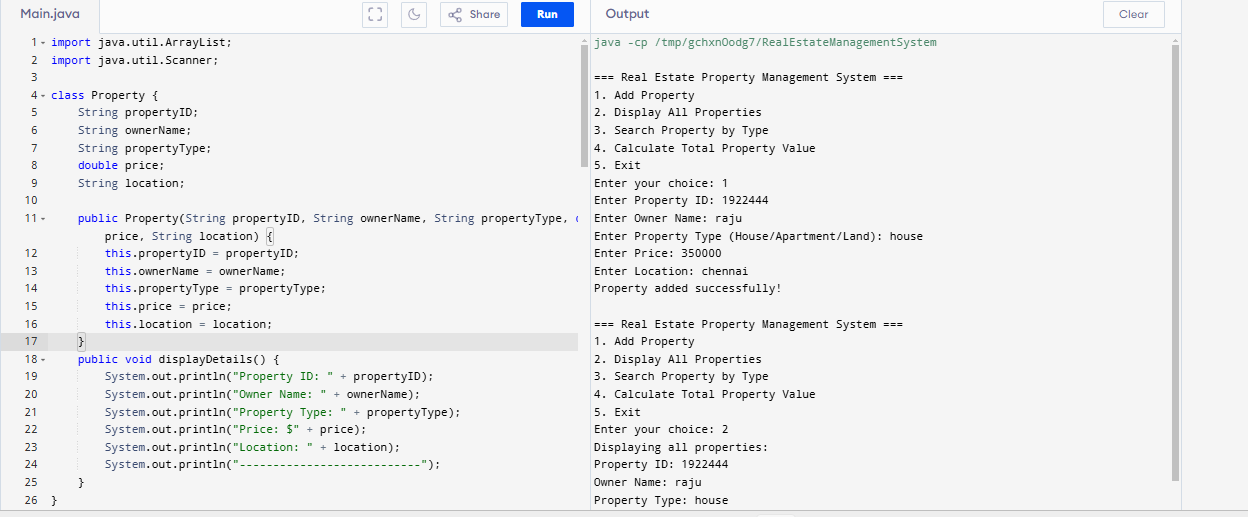 Main.java
Share
Run
1 import java.util.ArrayList;
2 import java.util.Scanner;
3
4 class Property {
5 String propertyID;
6 String ownerName;
7 String propertyType;
8 double price;
9 String location;
10
11 public Property(String propertyID, String ownerName, String propertyType,
price, String location) {
12 this.propertyID = propertyID;
13 this.ownerName = ownerName;
14 this.propertyType = propertyType;
15 this.price = price;
16 this.location = location;
17 }
18 public void displayDetails() {
19 System.out.println("Property ID: " + propertyID);
20 System.out.println("Owner Name: " + ownerName);
21 System.out.println("Property Type: " + propertyType);
22 System.out.println("Price: $" + price);
23 System.out.println("Location: " + location);
24 System.out.println("---------------------------");
25 }
26 }
Output
Clear
java -cp /tmp/gchxnOodg7/RealEstateManagementSystem
=== Real Estate Property Management System ===
1. Add Property
2. Display All Properties
3. Search Property by Type
4. Calculate Total Property Value
5. Exit
Enter your choice: 1
Enter Property ID: 1922444
Enter Owner Name: raju
Enter Property Type (House/Apartment/Land): house
Enter Price: 350000
Enter Location: chennai
Property added successfully!
=== Real Estate Property Management System ===
1. Add Property
2. Display All Properties
3. Search Property by Type
4. Calculate Total Property Value
5. Exit
Enter your choice: 2
Displaying all properties:
Property ID: 1922444
Owner Name: raju
Property Type: house